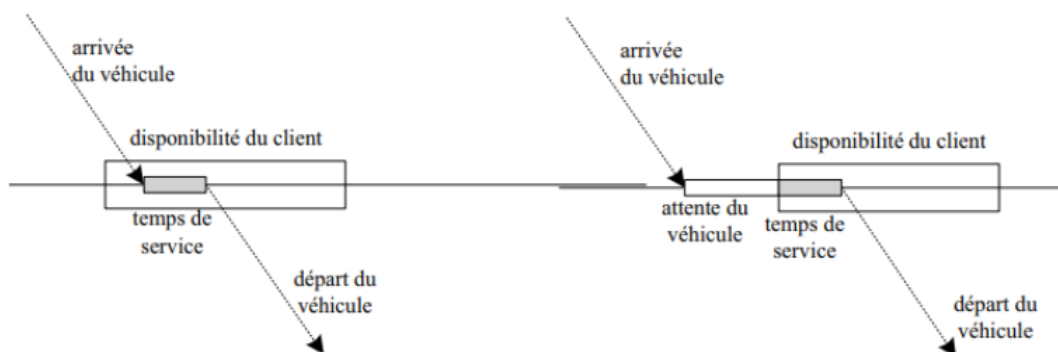 arrivée
du véhicule
disponibilité du client
temps de
service
départ du
véhicule
arrivée
du véhicule
disponibilité du client
attente du
véhicule
temps de
service
départ du
véhicule